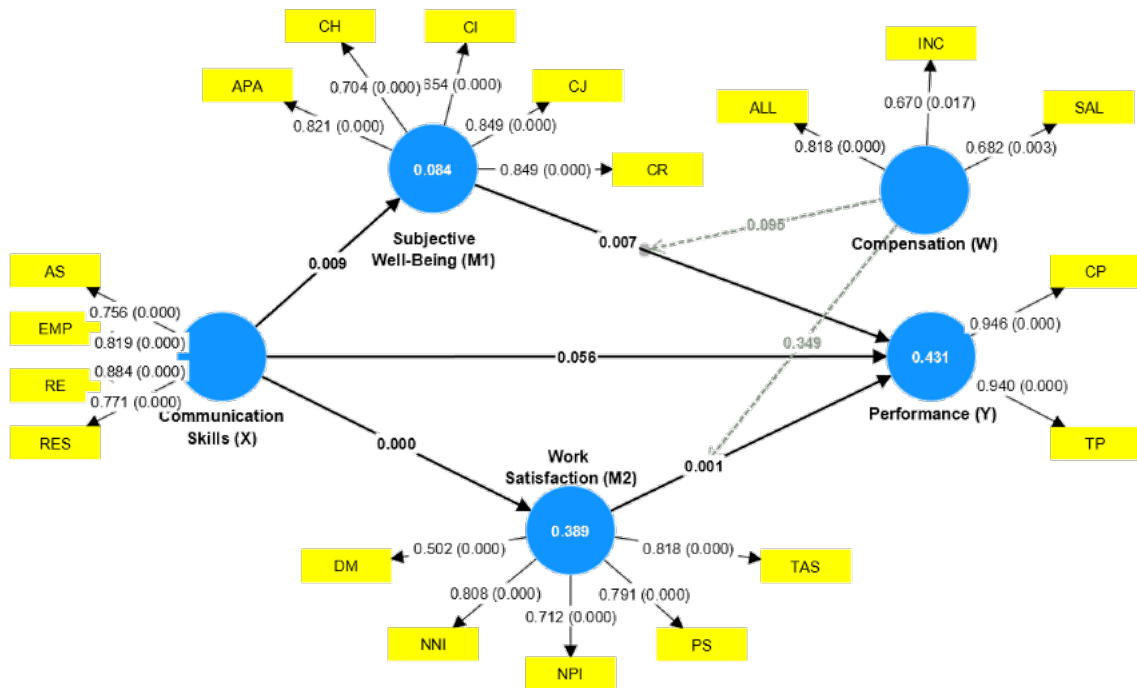 CH
CI
INC
APA
0.704 (0.000)
654 (0.000)
CJ
ALL
0.670 (0.017)
SAL
0.821 (0.000)
0.849 (0.000)
0.818 (0.000)
0.682 (0.003)
0.084
0.849 (0.000)
CR
0.095
Subjective
Well-Being (M1)
0.007
Compensation (W)
0.009
AS
CP
0.756 (0.000)
0.946 (0.000)
EMP
0.819 (0.000)
0.349
0.056
0.431
RE
0.884 (0.000)
0.940 (0.000)
0.771 (0.000)
Communication
Skills (X)
Performance (Y)
RES
TP
0.000
Work
Satisfaction (M2)
0.001
0.389
DM
0.502 (0.000)
0.818 (0.000)
TAS
0.808 (0.000)
0.791 (0.000)
0.712 (0.000)
NNI
PS
NPI